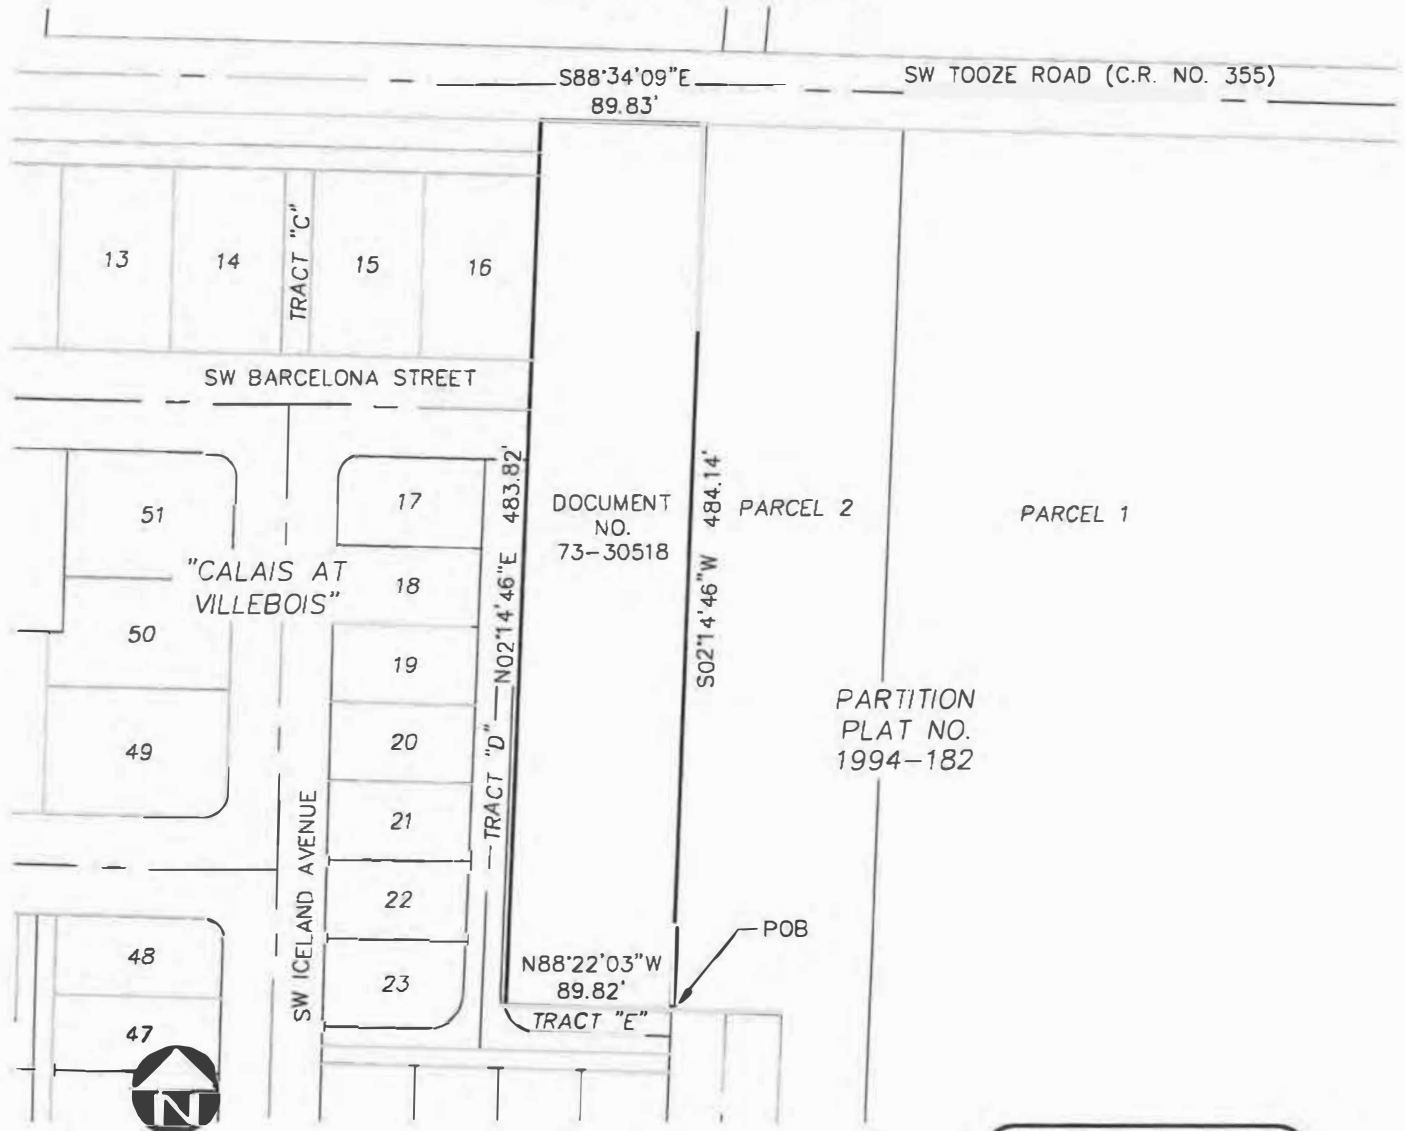 S88°34'09"E
89.83'
SW TOOZE ROAD (C.R. NO. 355)
13
14
TRACT "C"
15
16
SW BARCELONA STREET
51
17
"CALAIS AT
VILLEBOIS"
18
50
19
49
20
21
22
48
23
47
SW ICELAND AVENUE
TRACT "D"
N02°14'46"E 483.82'
DOCUMENT
NO.
73-30518
S02°14'46"W 484.14'
PARCEL 2
PARCEL 1
PARTITION
PLAT NO.
1994-182
POB
N88°22'03"W
89.82'
TRACT "E"
N